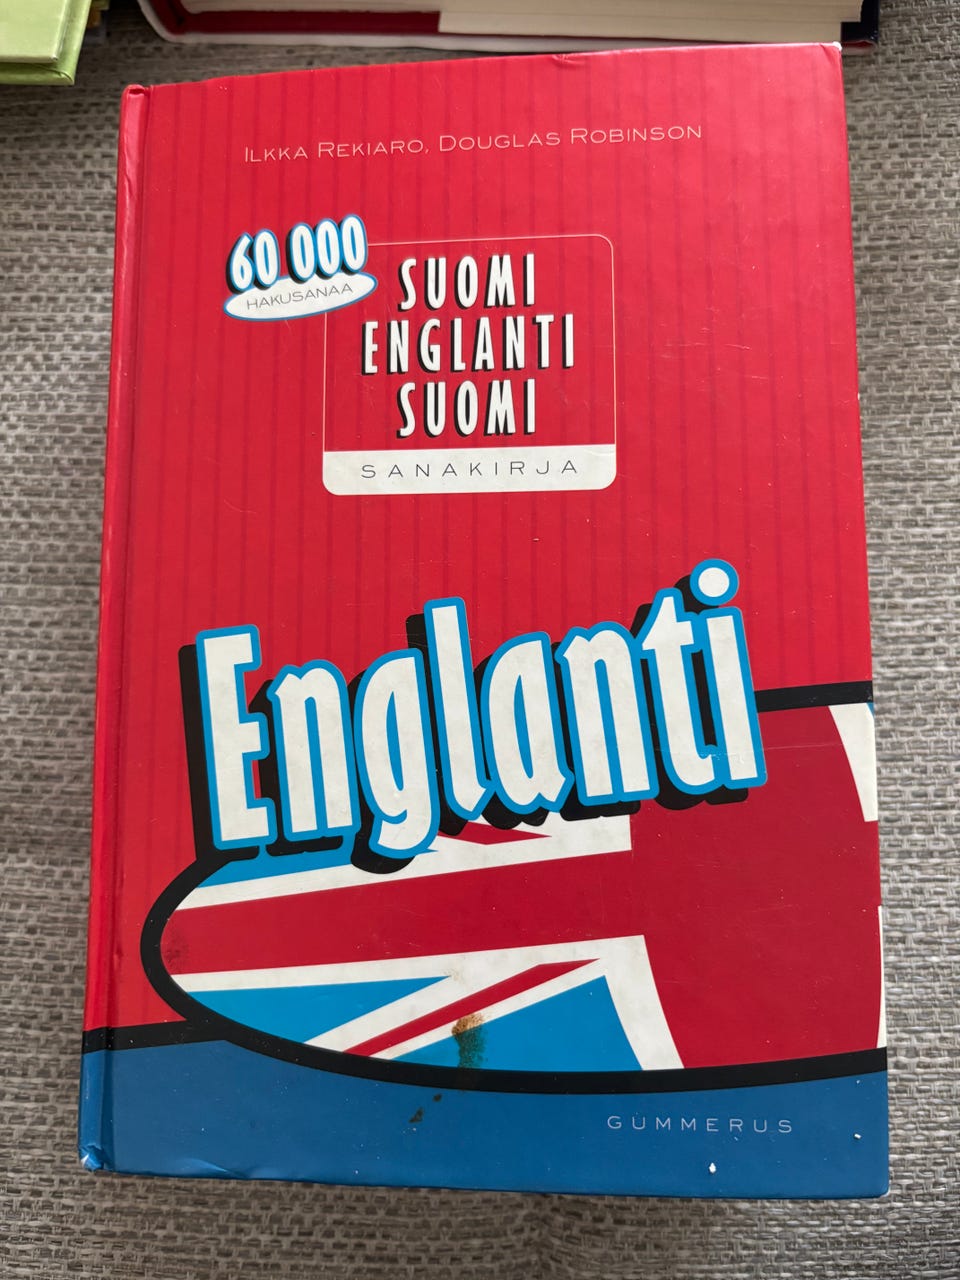 ILKKA REKIARO, DOUGLAS ROBINSON
60 000
HAKUSANAA
SUOMI
ENGLANTI
SUOMI
SANAKIRJA
Englanti
GUMMERUS